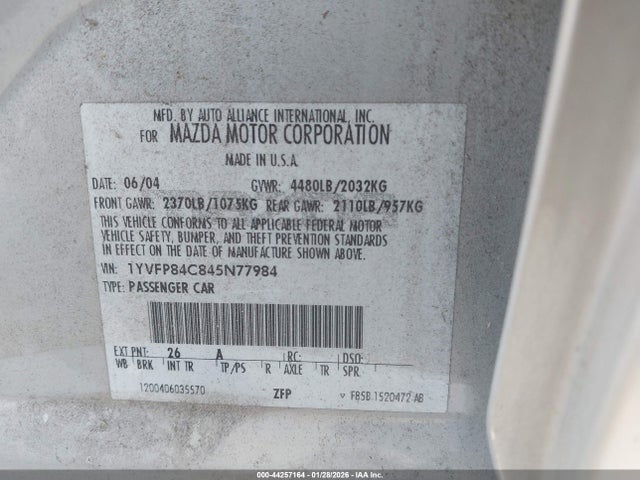 MFD. BY AUTO ALLIANCE INTERNATIONAL, INC.
FOR MAZDA MOTOR CORPORATION
MADE IN U.S.A.
DATE: 06/04 GVWR: 4480LB/2032KG
FRONT GAWR: 2370LB/1075KG REAR GAWR: 2110LB/957KG
THIS VEHICLE CONFORMS TO ALL APPLICABLE FEDERAL MOTOR
VEHICLE SAFETY, BUMPER, AND THEFT PREVENTION STANDARDS
IN EFFECT ON THE DATE OF MANUFACTURE SHOWN ABOVE.
VIN: 1YVFP84C845N77984
TYPE: PASSENGER CAR
EXT PNT: 26 A RC: DSO:
WB BRK INT TR TP/PS R AXLE TR SPR
1200406035570 ZFP V FB5B 1520472 AB
000-44257164 - 01/28/2026 - IAA Inc.